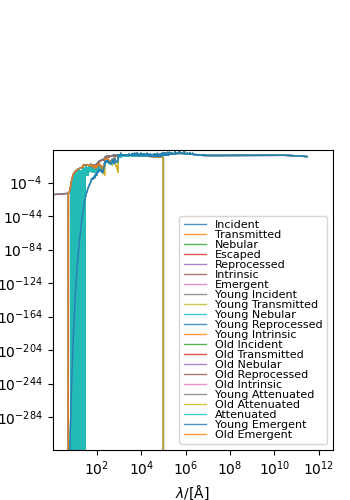 10^-4
10^-44
10^-84
10^-124
10^-164
10^-204
10^-244
10^-284
Incident
Transmitted
Nebular
Escaped
Reprocessed
Intrinsic
Emergent
Young Incident
Young Transmitted
Young Nebular
Young Reprocessed
Young Intrinsic
Old Incident
Old Transmitted
Old Nebular
Old Reprocessed
Old Intrinsic
Young Attenuated
Old Attenuated
Attenuated
Young Emergent
Old Emergent
10^2 10^4 10^6 10^8 10^10 10^12
λ/[Å]